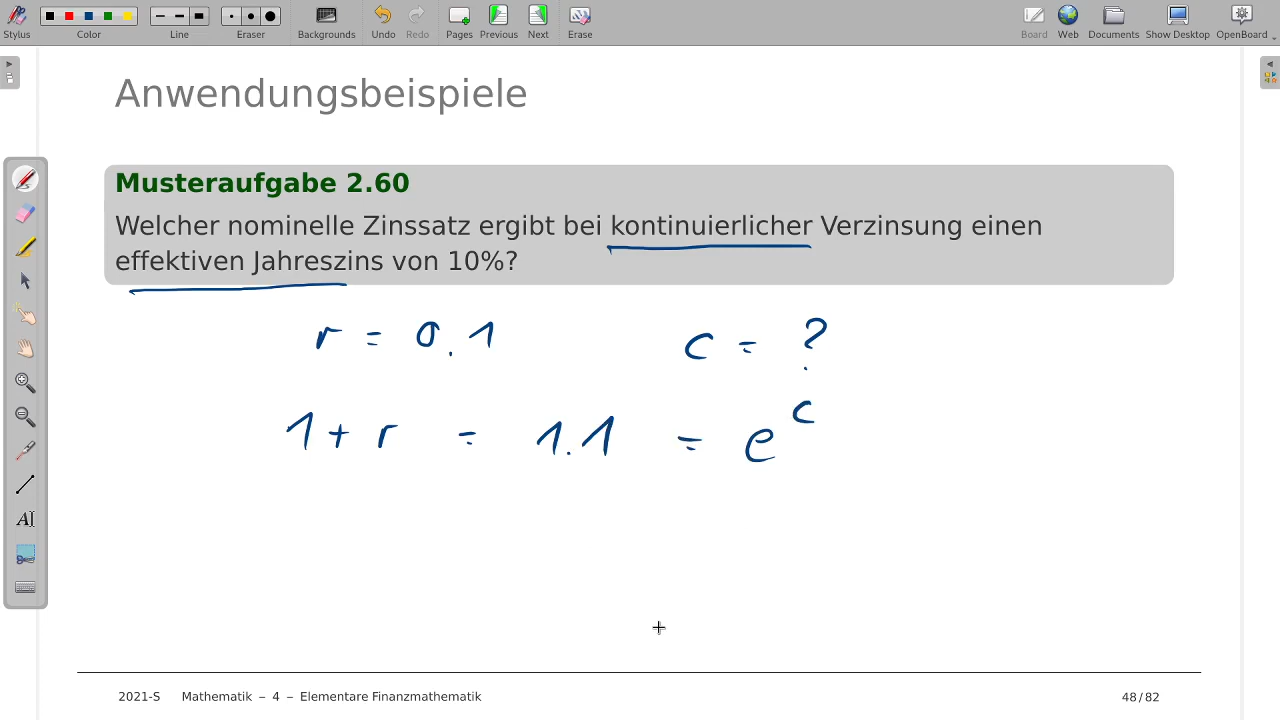 Stylus Color Line Eraser Backgrounds Undo Redo Pages Previous Next Erase Board Web Documents Show Desktop OpenBoard
Anwendungsbeispiele
Musteraufgabe 2.60
Welcher nominelle Zinssatz ergibt bei kontinuierlicher Verzinsung einen
effektiven Jahreszins von 10%?
r = 0.1 c = ?
1 + r = 1.1 = e^c
2021-S Mathematik – 4 – Elementare Finanzmathematik 48 / 82